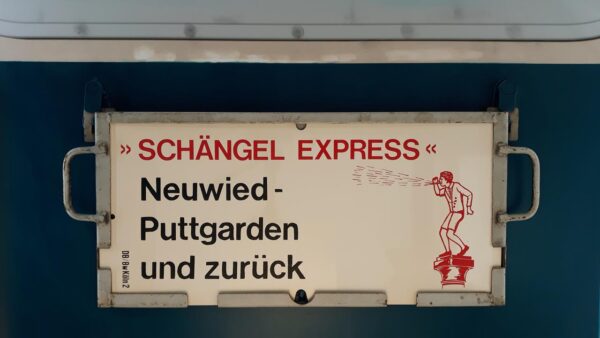 » SCHÄNGEL EXPRESS «
Neuwied -
Puttgarden
und zurück
DB Bw Köln 2